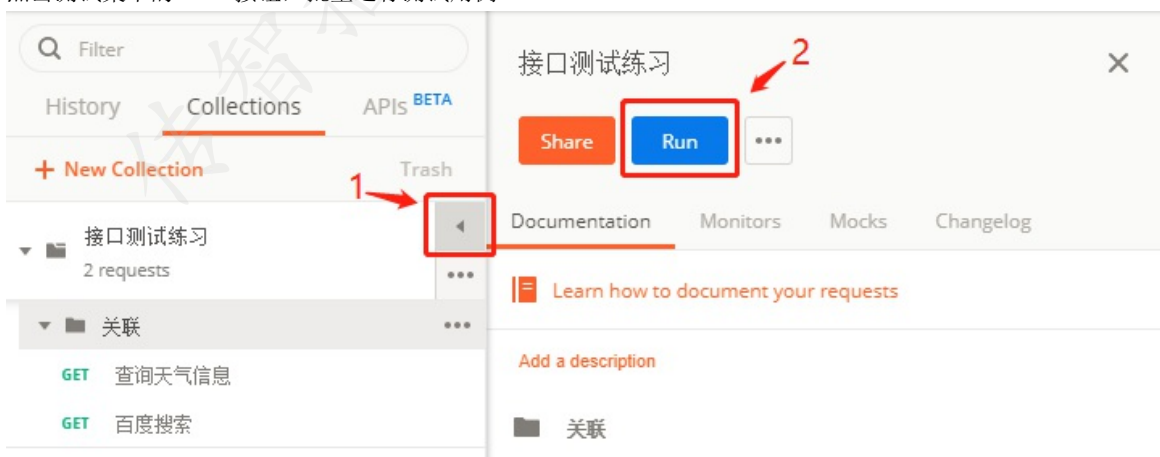 Filter
History Collections APIs BETA
+ New Collection Trash
1
接口测试练习
2 requests
关联
GET 查询天气信息
GET 百度搜索
接口测试练习
2
Share Run
Documentation Monitors Mocks Changelog
Learn how to document your requests
Add a description
关联